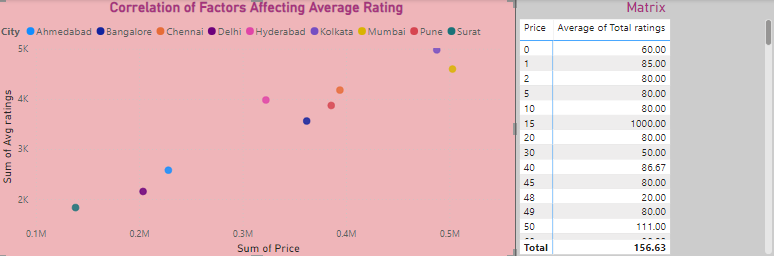 Correlation of Factors Affecting Average Rating
City Ahmedabad Bangalore Chennai Delhi Hyderabad Kolkata Mumbai Pune Surat
5K
4K
3K
2K
Sum of Avg ratings
0.1M 0.2M 0.3M 0.4M 0.5M
Sum of Price
Matrix
Price Average of Total ratings
0 60.00
1 85.00
2 80.00
5 80.00
10 80.00
15 1000.00
20 80.00
30 50.00
40 86.67
45 80.00
48 20.00
49 80.00
50 111.00
Total 156.63